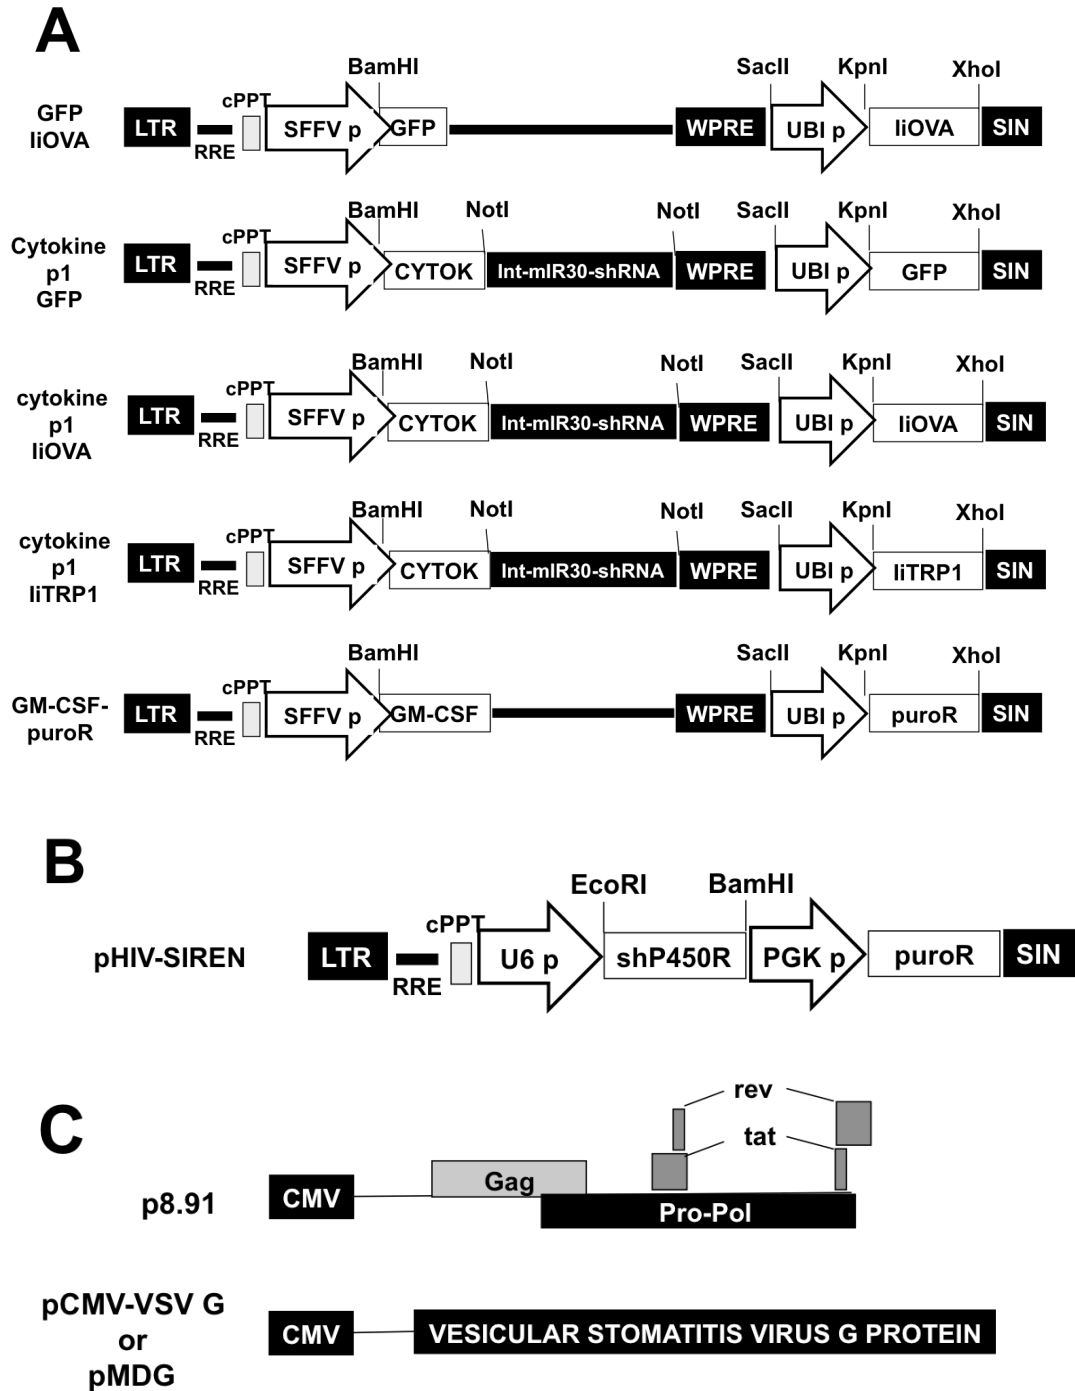 A
BamHI SacII KpnI XhoI
GFP
IiOVA
LTR RRE cPPT SFFV p GFP WPRE UBI p IiOVA SIN
BamHI NotI NotI SacII KpnI XhoI
Cytokine
p1
GFP
LTR RRE cPPT SFFV p CYTOK Int-mIR30-shRNA WPRE UBI p GFP SIN
BamHI NotI NotI SacII KpnI XhoI
cytokine
p1
IiOVA
LTR RRE cPPT SFFV p CYTOK Int-mIR30-shRNA WPRE UBI p IiOVA SIN
BamHI NotI NotI SacII KpnI XhoI
cytokine
p1
IiTRP1
LTR RRE cPPT SFFV p CYTOK Int-mIR30-shRNA WPRE UBI p IiTRP1 SIN
BamHI SacII KpnI XhoI
GM-CSF-
puroR
LTR RRE cPPT SFFV p GM-CSF WPRE UBI p puroR SIN
B
EcoRI BamHI
pHIV-SIREN
LTR RRE cPPT U6 p shP450R PGK p puroR SIN
C
rev
tat
p8.91
CMV Gag
Pro-Pol
pCMV-VSV G
or
pMDG
CMV VESICULAR STOMATITIS VIRUS G PROTEIN